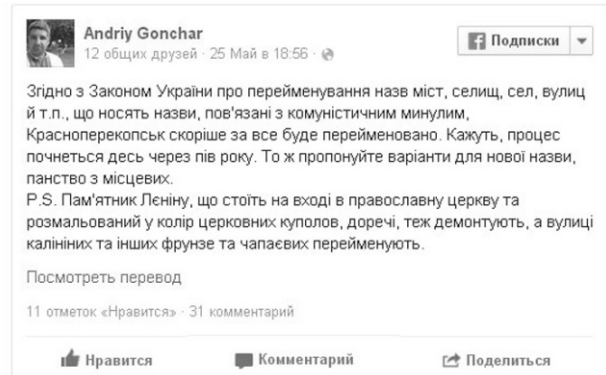 Andriy Gonchar
12 общих друзей · 25 Май в 18:56 ·
Подписки
Згідно з Законом України про перейменування назв міст, селищ, сел, вулиц
й т.п., що носять назви, пов'язані з комуністичним минулим,
Красноперекопськ скоріше за все буде перейменовано. Кажуть, процес
почнеться десь через пів року. То ж пропонуйте варіанти для нової назви,
панство з місцевих.
P.S. Пам'ятник Лєніну, що стоїть на вході в православну церкву та
розмальований у колір церковних куполов, доречі, теж демонтують, а вулиці
калініних та інших фрунзе та чапаєвих перейменують.
Посмотреть перевод
11 отметок «Нравится» · 31 комментарий
Нравится
Комментарий
Поделиться